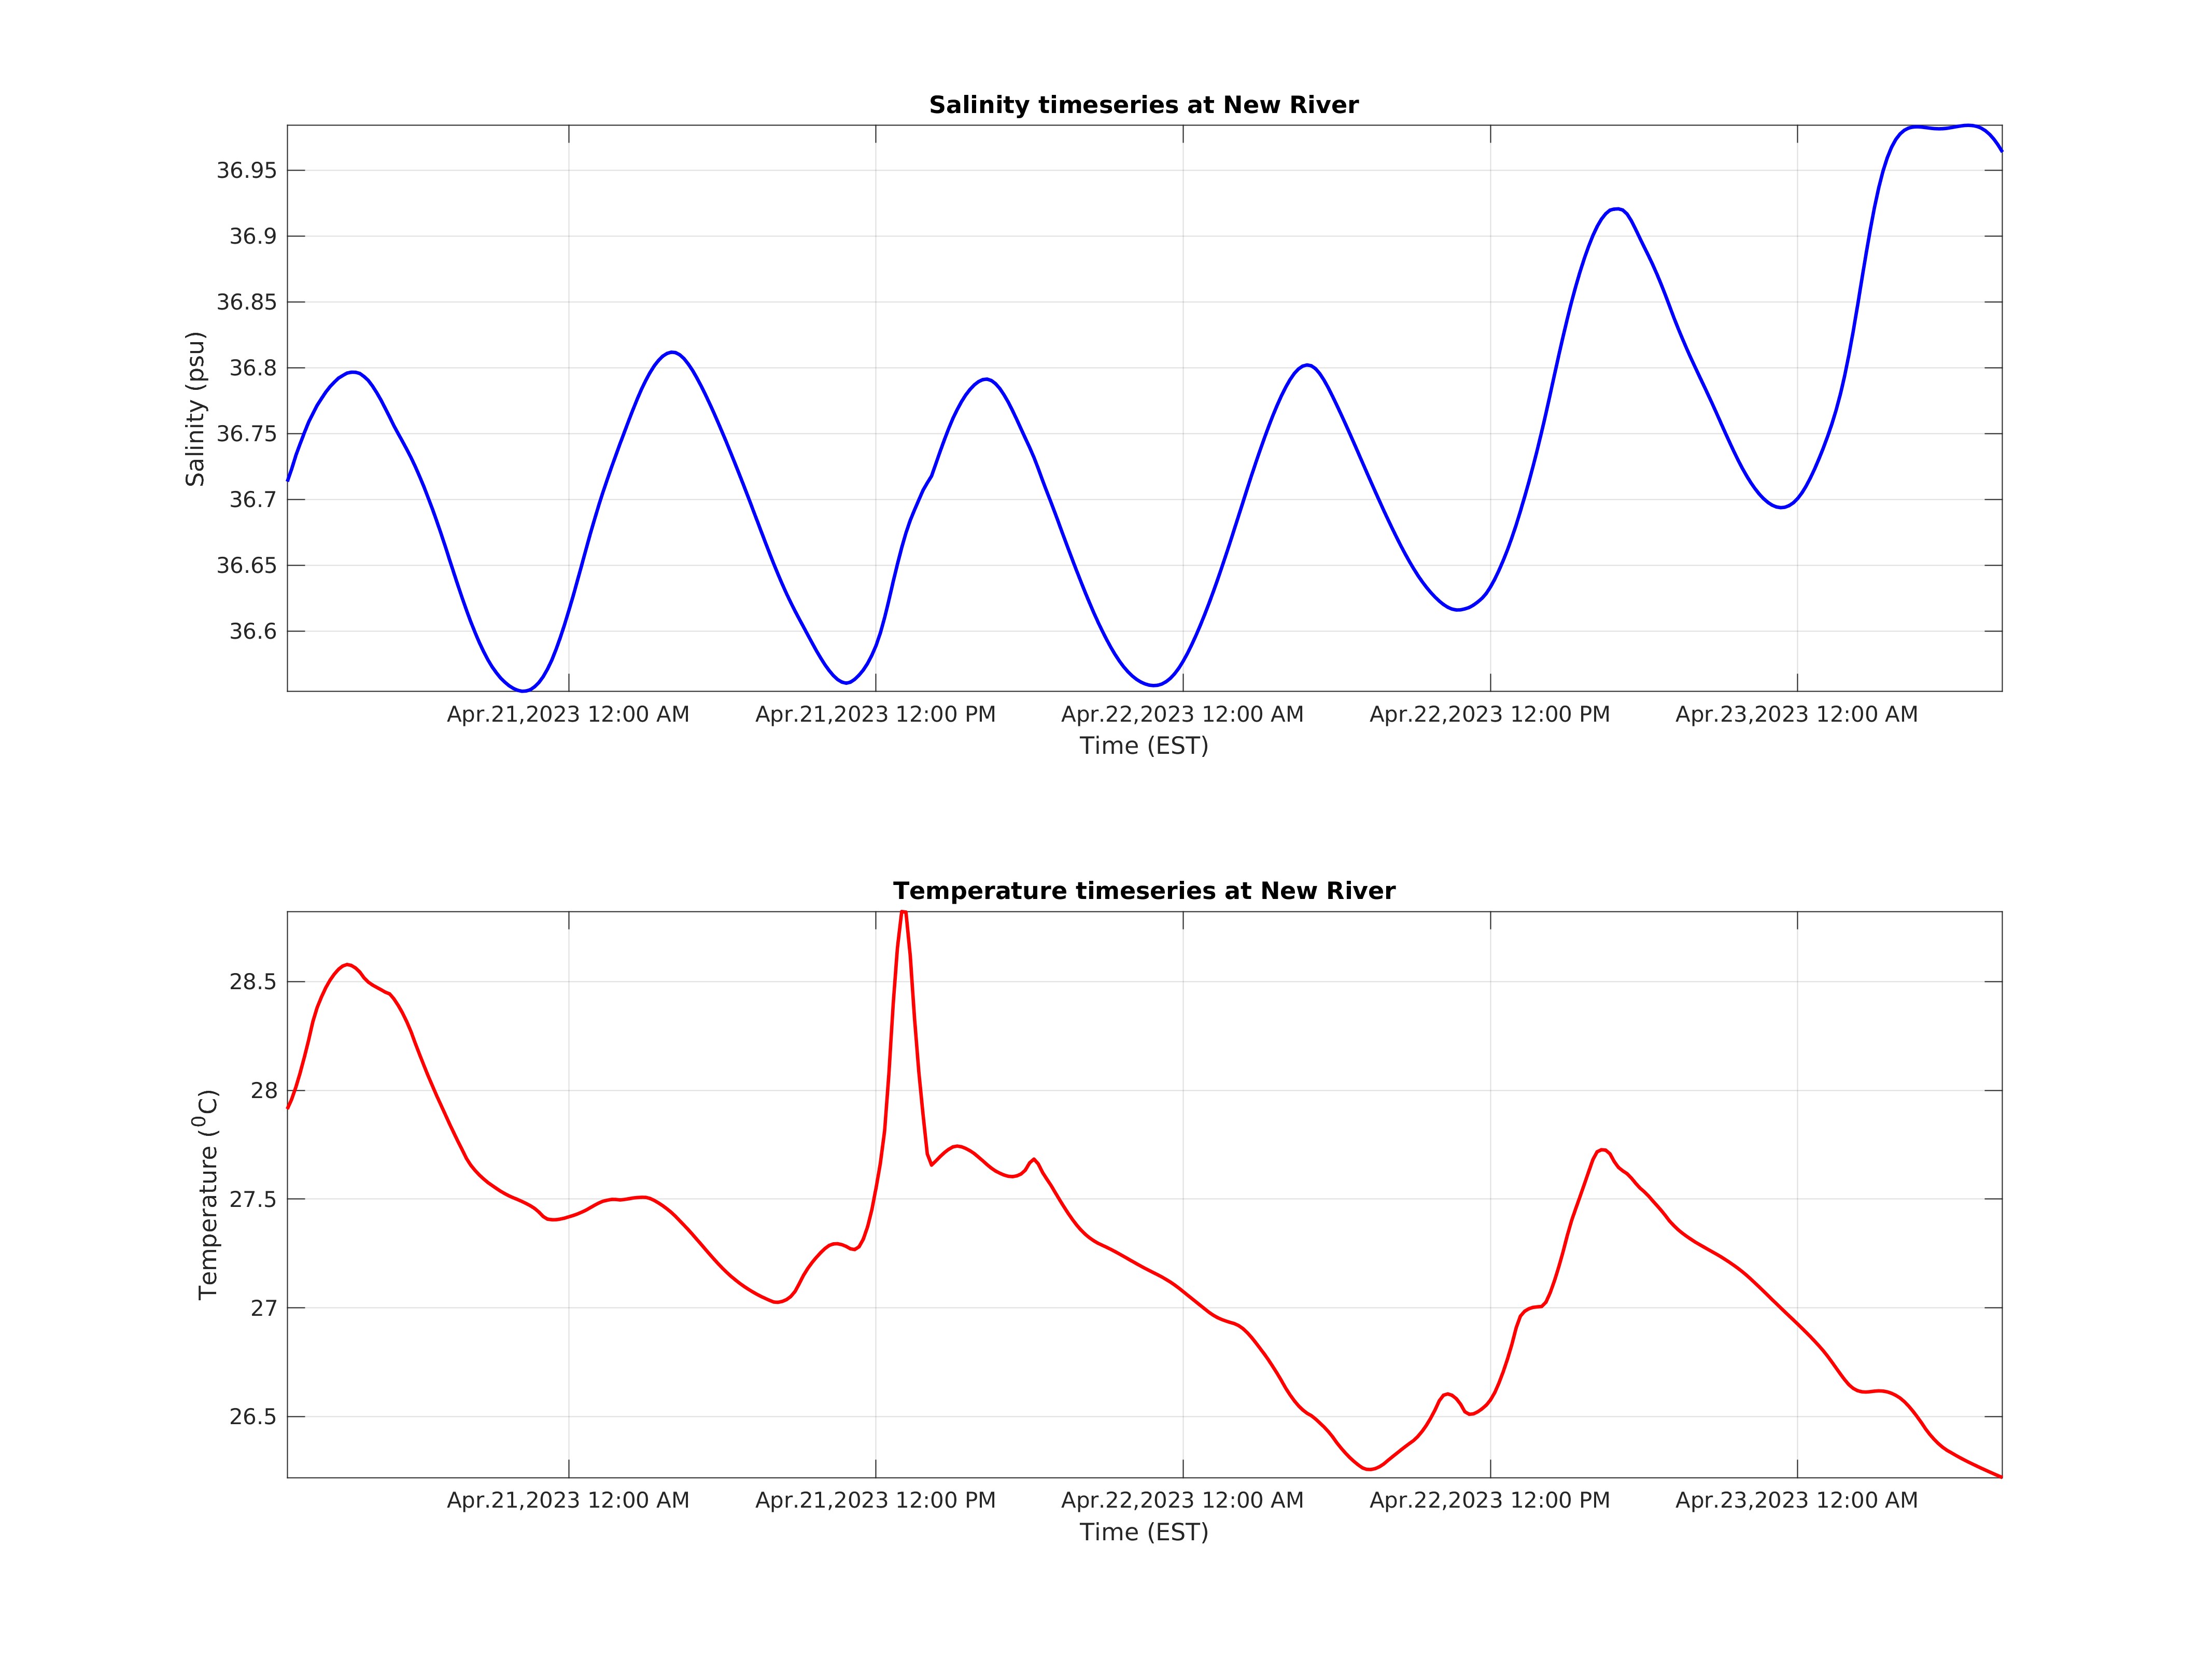 Salinity timeseries at New River
36.95
36.9
36.85
36.8
36.75
36.7
36.65
36.6
Salinity (psu)
Apr.21,2023 12:00 AM
Apr.21,2023 12:00 PM
Apr.22,2023 12:00 AM
Apr.22,2023 12:00 PM
Apr.23,2023 12:00 AM
Time (EST)
Temperature timeseries at New River
28.5
28
27.5
27
26.5
Temperature (⁰C)
Apr.21,2023 12:00 AM
Apr.21,2023 12:00 PM
Apr.22,2023 12:00 AM
Apr.22,2023 12:00 PM
Apr.23,2023 12:00 AM
Time (EST)